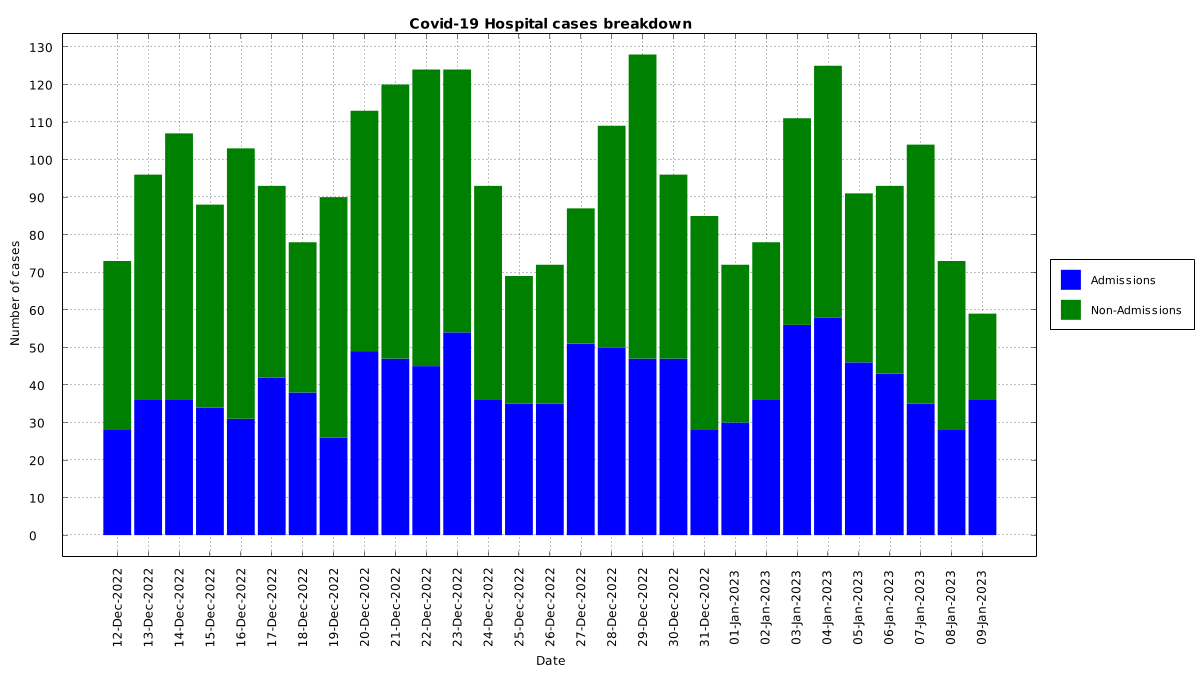 Covid-19 Hospital cases breakdown
130
120
110
100
90
80
70
60
50
40
30
20
10
0
Number of cases
12-Dec-2022
13-Dec-2022
14-Dec-2022
15-Dec-2022
16-Dec-2022
17-Dec-2022
18-Dec-2022
19-Dec-2022
20-Dec-2022
21-Dec-2022
22-Dec-2022
23-Dec-2022
24-Dec-2022
25-Dec-2022
26-Dec-2022
27-Dec-2022
28-Dec-2022
29-Dec-2022
30-Dec-2022
31-Dec-2022
01-Jan-2023
02-Jan-2023
03-Jan-2023
04-Jan-2023
05-Jan-2023
06-Jan-2023
07-Jan-2023
08-Jan-2023
09-Jan-2023
Date
Admissions
Non-Admissions